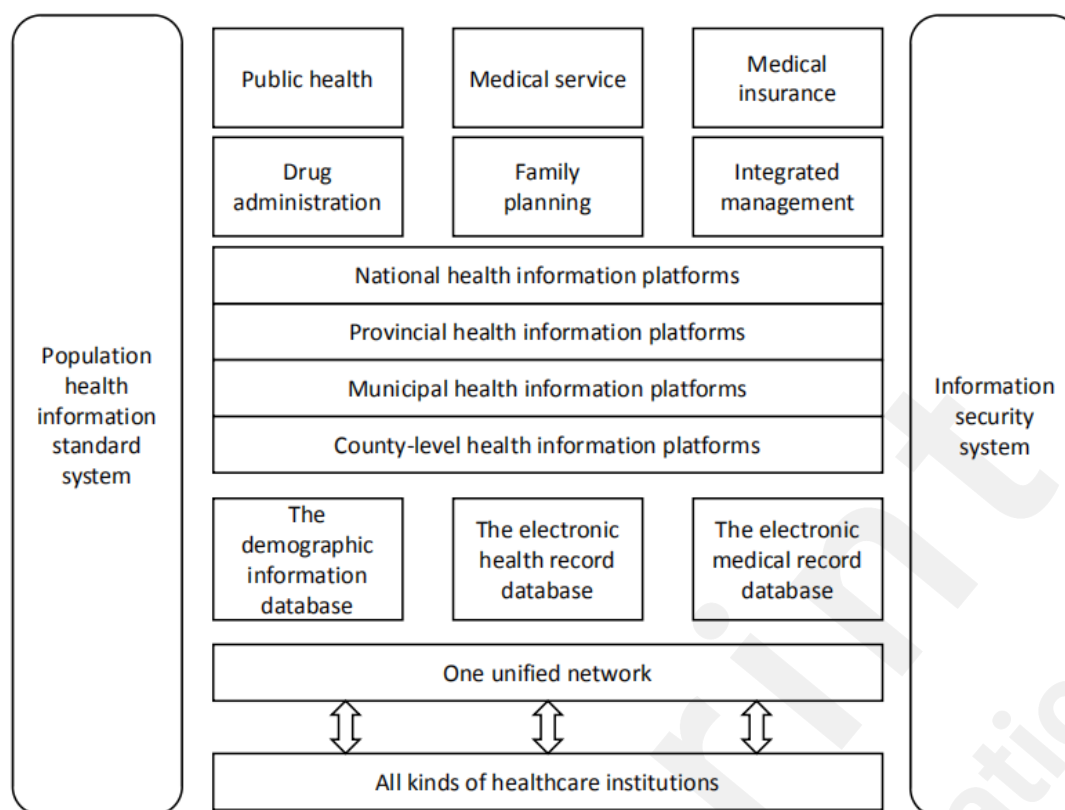 Public health
Medical service
Medical
insurance
Drug
administration
Family
planning
Integrated
management
National health information platforms
Provincial health information platforms
Municipal health information platforms
County-level health information platforms
Population
health
information
standard
system
Information
security
system
The
demographic
information
database
The electronic
health record
database
The electronic
medical record
database
One unified network
All kinds of healthcare institutions